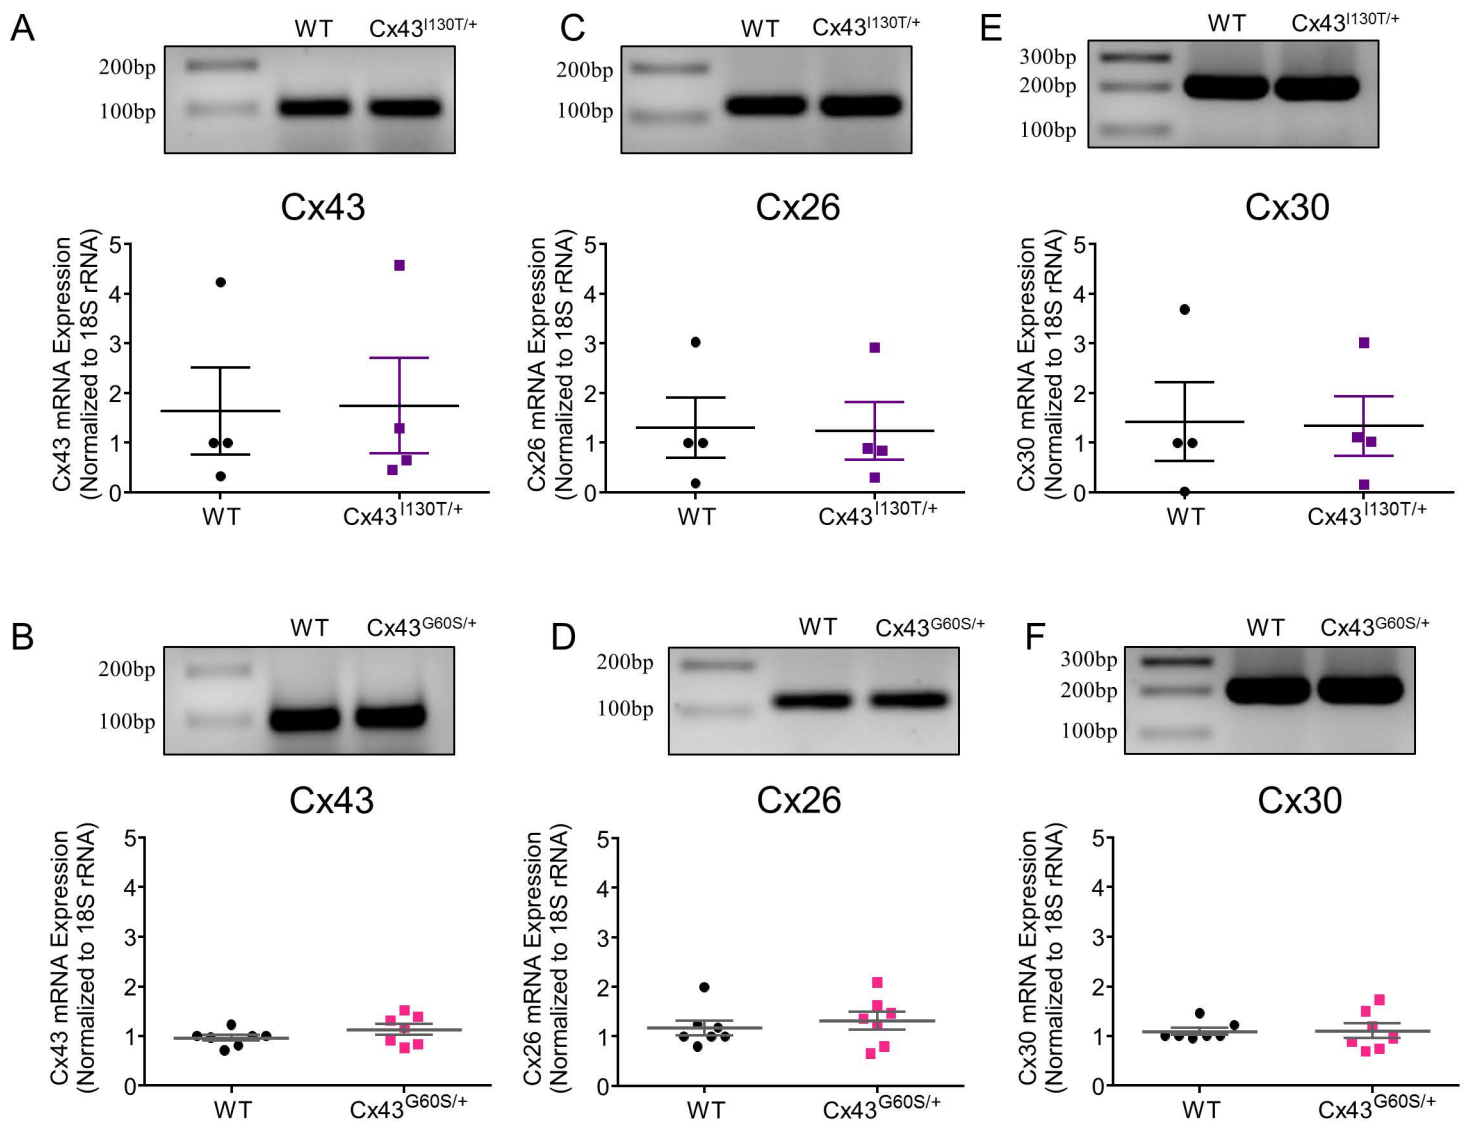 A
WT Cx43I130T/+
200bp
100bp
Cx43
Cx43 mRNA Expression
(Normalized to 18S rRNA)
5
4
3
2
1
0
WT Cx43I130T/+
C
WT Cx43I130T/+
200bp
100bp
Cx26
Cx26 mRNA Expression
(Normalized to 18S rRNA)
5
4
3
2
1
0
WT Cx43I130T/+
E
WT Cx43I130T/+
300bp
200bp
100bp
Cx30
Cx30 mRNA Expression
(Normalized to 18S rRNA)
5
4
3
2
1
0
WT Cx43I130T/+
B
WT Cx43G60S/+
200bp
100bp
Cx43
Cx43 mRNA Expression
(Normalized to 18S rRNA)
5
4
3
2
1
0
WT Cx43G60S/+
D
WT Cx43G60S/+
200bp
100bp
Cx26
Cx26 mRNA Expression
(Normalized to 18S rRNA)
5
4
3
2
1
0
WT Cx43G60S/+
F
WT Cx43G60S/+
300bp
200bp
100bp
Cx30
Cx30 mRNA Expression
(Normalized to 18S rRNA)
5
4
3
2
1
0
WT Cx43G60S/+